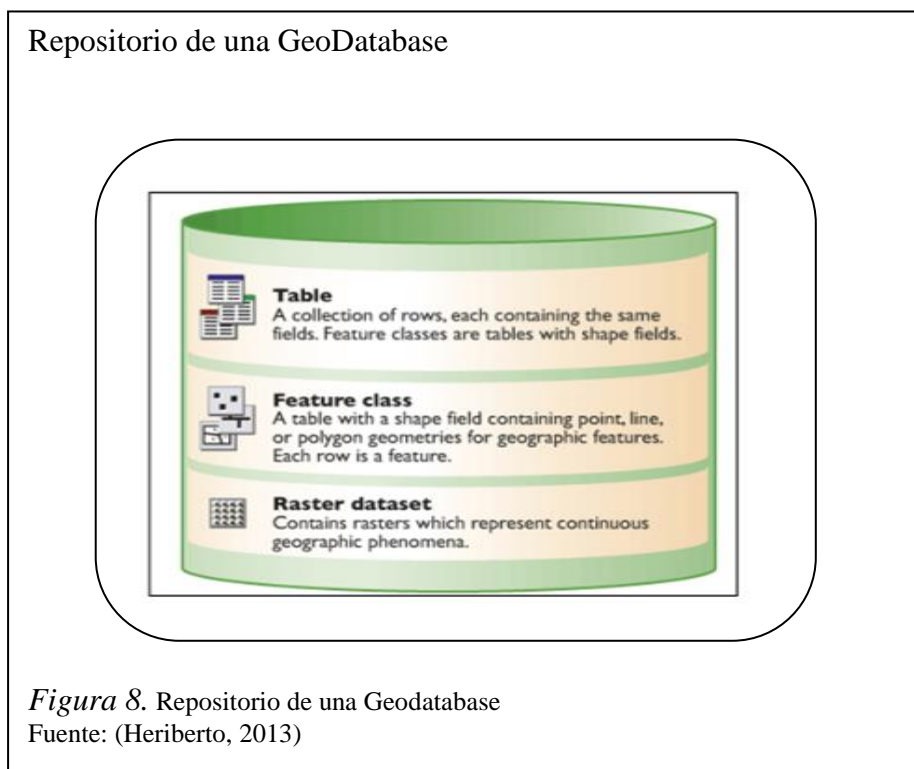 Repositorio de una GeoDatabase
Table
A collection of rows, each containing the same
fields. Feature classes are tables with shape fields.
Feature class
A table with a shape field containing point, line,
or polygon geometries for geographic features.
Each row is a feature.
Raster dataset
Contains rasters which represent continuous
geographic phenomena.
Figura 8. Repositorio de una Geodatabase
Fuente: (Heriberto, 2013)